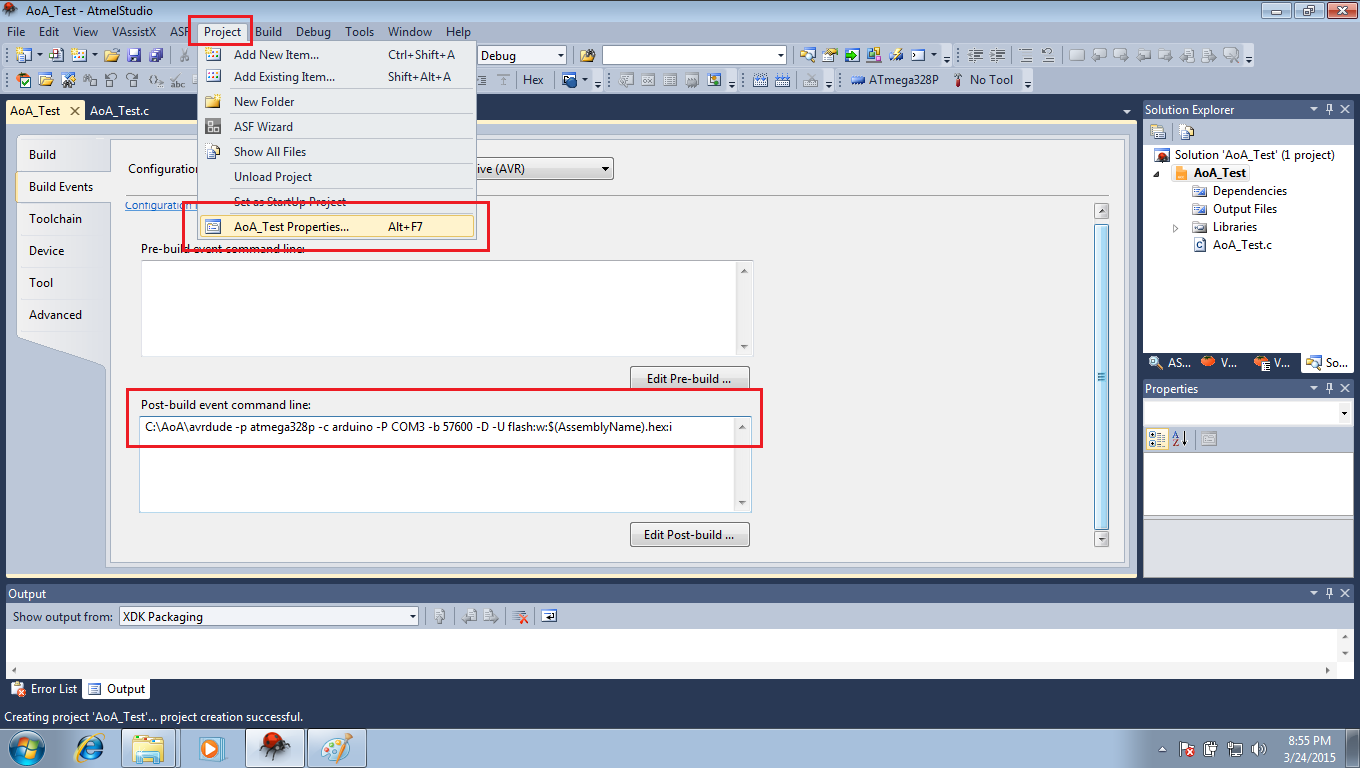 AoA_Test - AtmelStudio
File Edit View VAssistX ASF Project Build Debug Tools Window Help
Debug
Hex
ATmega328P No Tool
Add New Item... Ctrl+Shift+A
Add Existing Item... Shift+Alt+A
New Folder
ASF Wizard
Show All Files
Unload Project
Set as StartUp Project
AoA_Test Properties... Alt+F7
AoA_Test
AoA_Test.c
Build
Build Events
Toolchain
Device
Tool
Advanced
Configuration
ive (AVR)
Configuration
Pre-build event command line:
Edit Pre-build ...
Post-build event command line:
C:\AoA\avrdude -p atmega328p -c arduino -P COM3 -b 57600 -D -U flash:w:$(AssemblyName).hex:i
Edit Post-build ...
Solution Explorer
Solution 'AoA_Test' (1 project)
AoA_Test
Dependencies
Output Files
Libraries
AoA_Test.c
AS... V... V... So...
Properties
Output
Show output from: XDK Packaging
Error List Output
Creating project 'AoA_Test'... project creation successful.
8:55 PM
3/24/2015